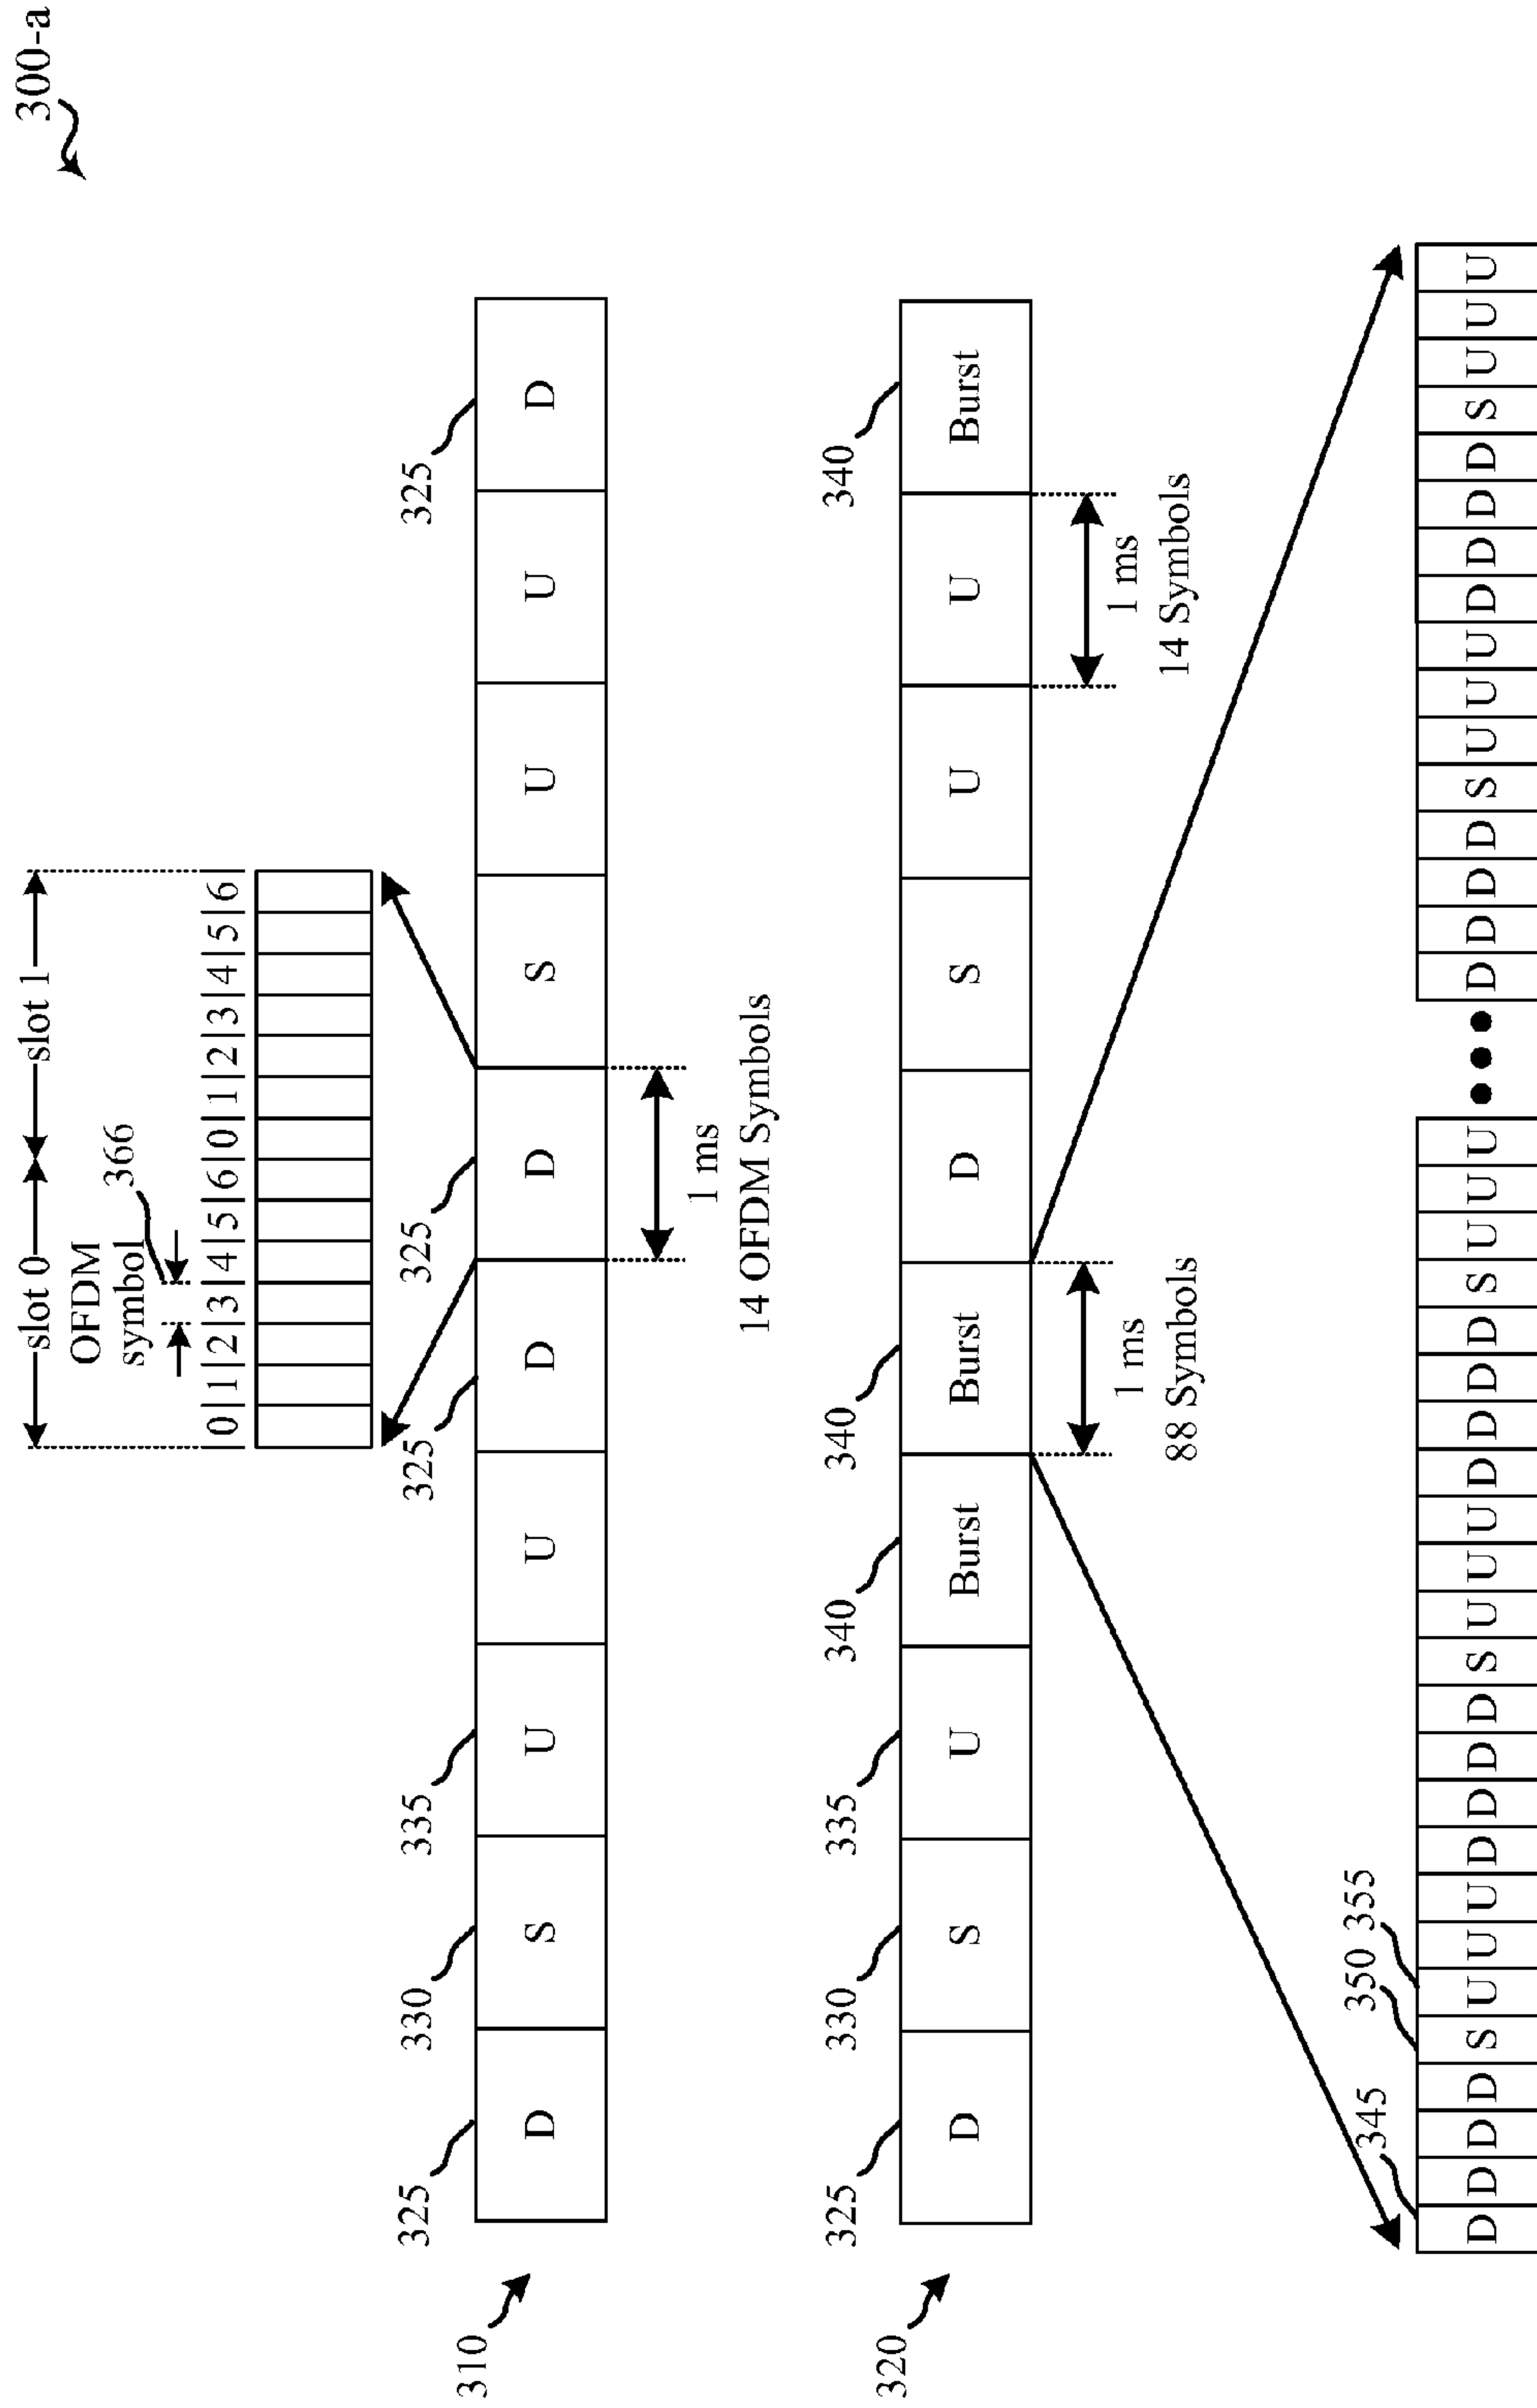 300-a
slot 0 slot 1
OFDM
symbol 366
0|1|2|3|4|5|6|0|1|2|3|4|5|6
325 330 335 325 325 325
D S U U D D S U U D
310
1 ms
14 OFDM Symbols
325 330 335 340 340 340
D S U Burst Burst D S U U Burst
320
1 ms 1 ms
88 Symbols 14 Symbols
345 350 355
D D D D S U U U D D D D S U U U D D D D S U U U ● ● ● D D D D S U U U D D D D S U U U